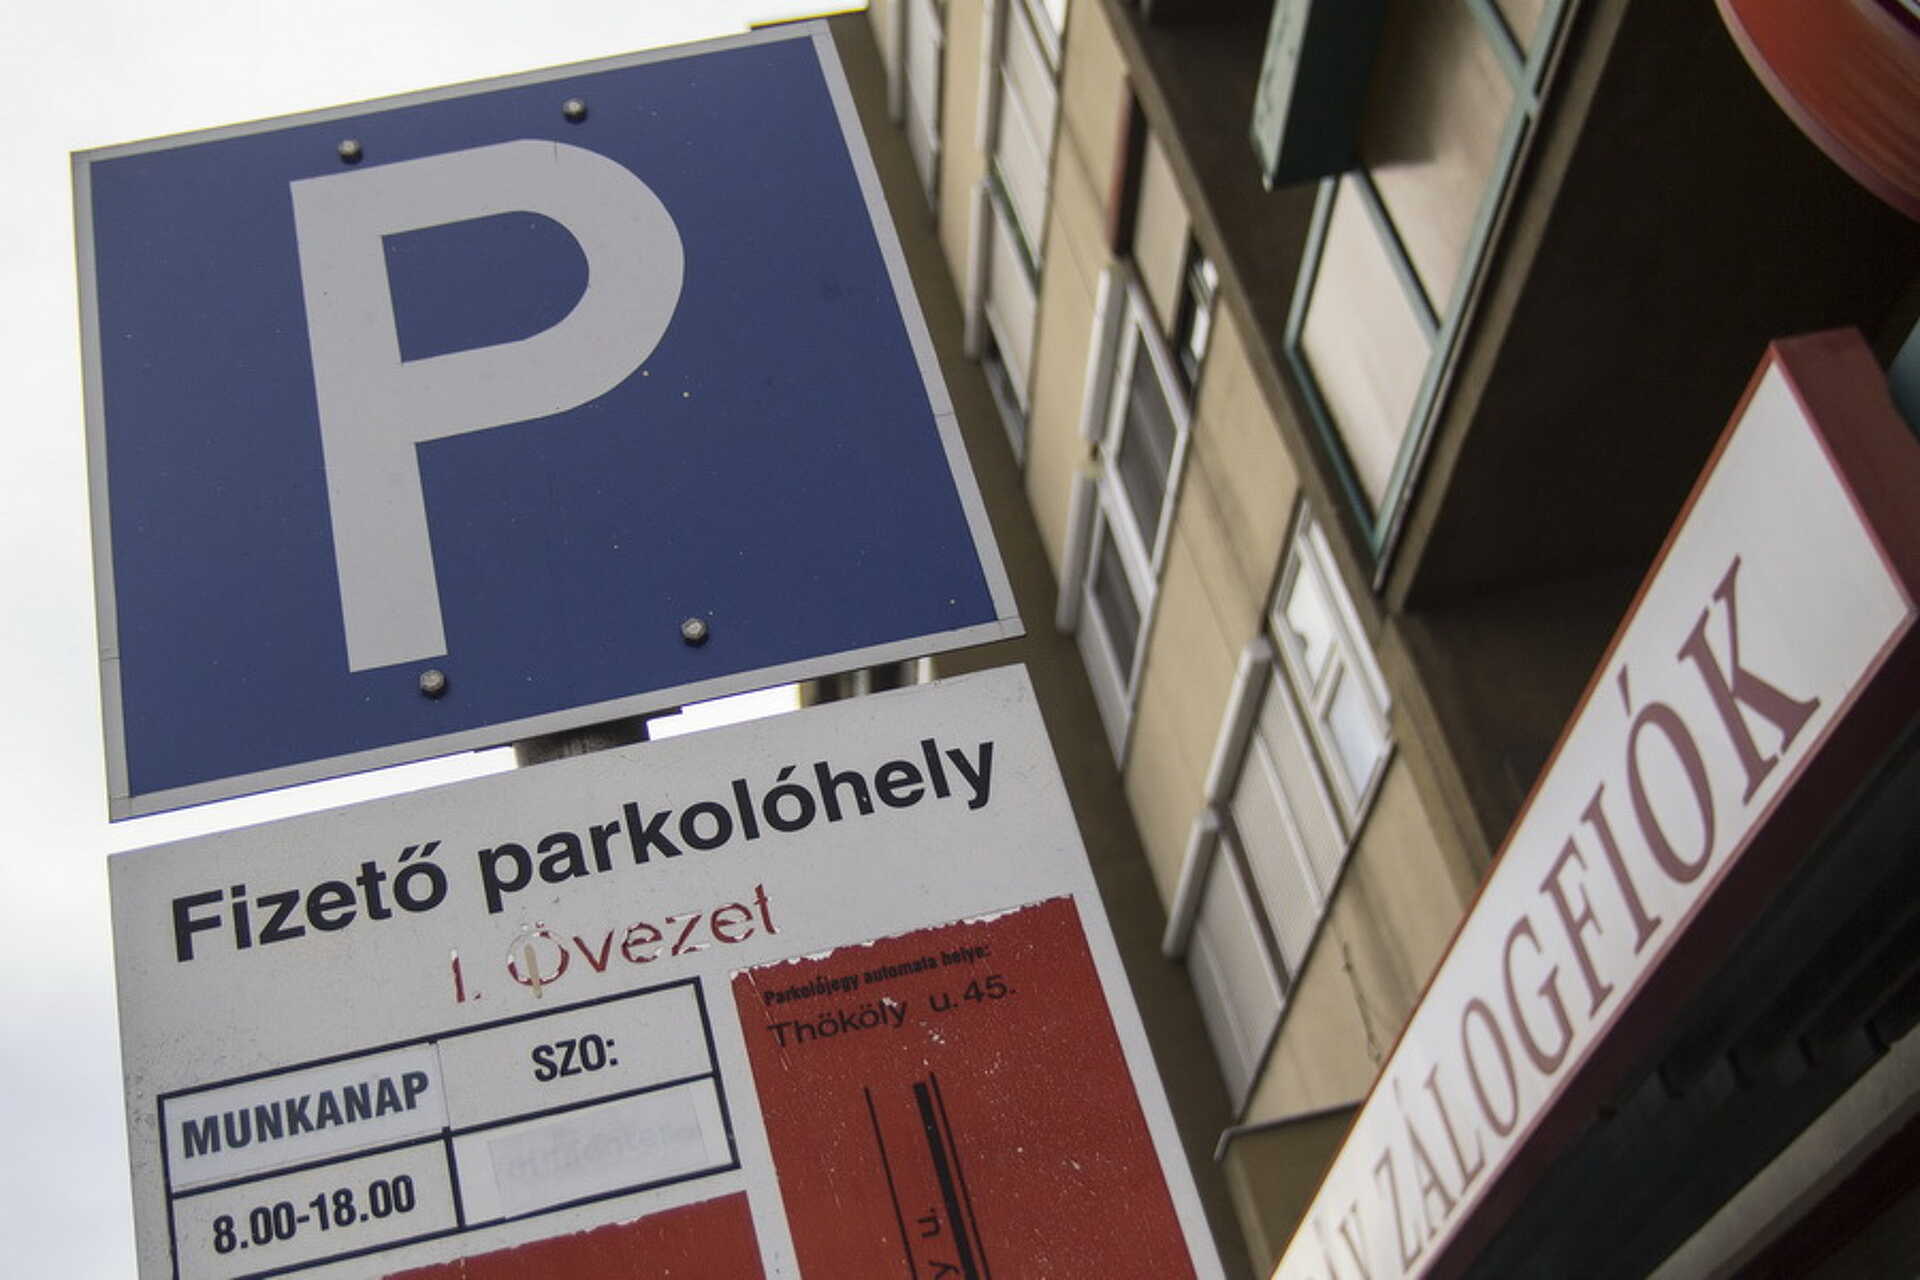 P
Fizető parkolóhely
I. Övezet
MUNKANAP
SZO:
8.00-18.00
Parkolójegy automata helye:
Thököly u. 45.
y u.
ZÁLOGFIÓK